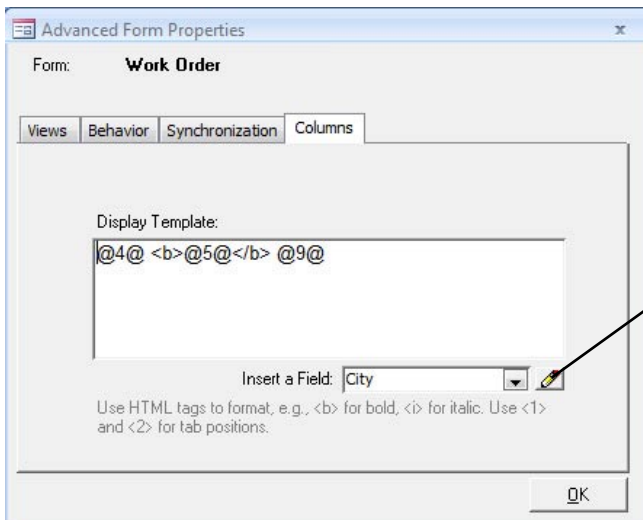 Advanced Form Properties x
Form: Work Order
Views Behavior Synchronization Columns
Display Template:
@4@ <b>@5@</b> @9@
Insert a Field: City
Use HTML tags to format, e.g., <b> for bold, <i> for italic. Use <1>
and <2> for tab positions.
OK